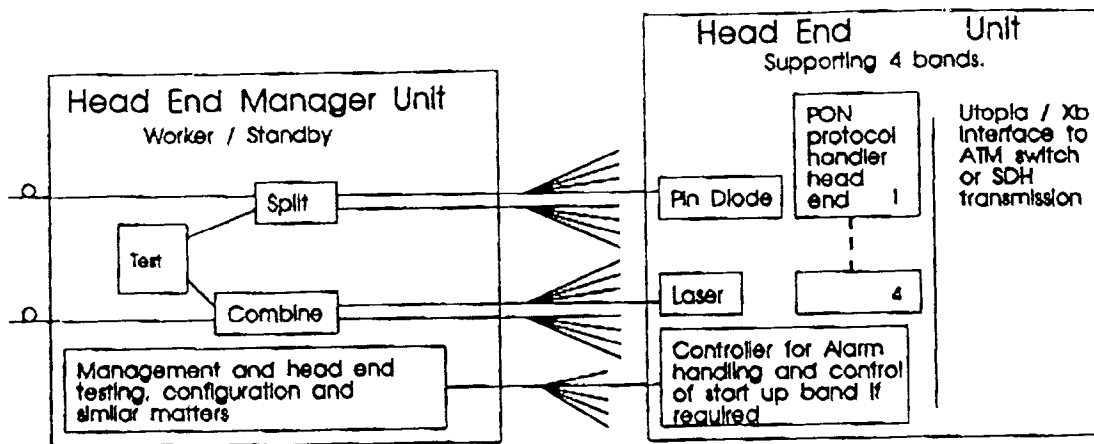 Head End Manager Unit
Worker / Standby
Split
Test
Combine
Management and head end
testing, configuration and
similar matters
Head End Unit
Supporting 4 bands.
Pin Diode
PON
protocol
handler
head
end 1
Laser
4
Controller for Alarm
handling and control
of start up band if
required
Utopia / Xb
Interface to
ATM switch
or SDH
transmission